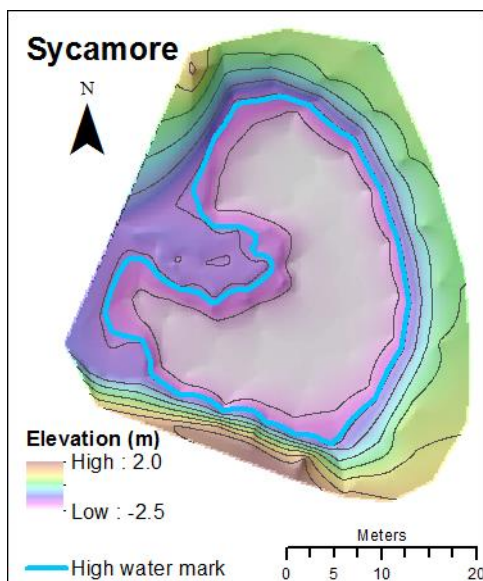 Sycamore
N
Elevation (m)
High : 2.0
Low : -2.5
High water mark
Meters
0 5 10 20